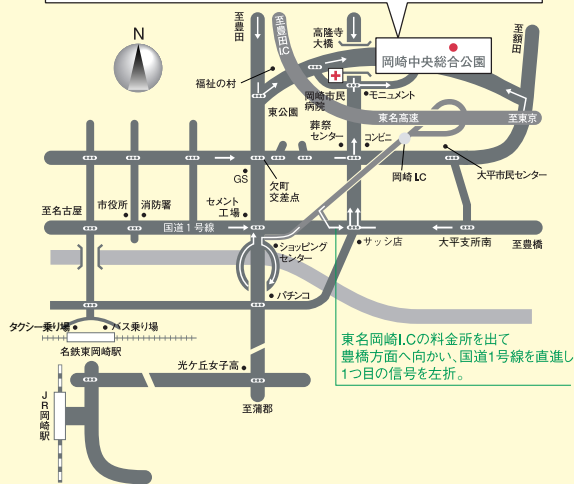 N
至豊田
至豊田I.C
高隆寺
大橋
岡崎中央総合公園
至額田
福祉の村
岡崎市民
病院
モニュメント
東公園
東名高速
至東京
葬祭
センター
コンビニ
岡崎I.C
大平市民センター
GS
欠町
交差点
至名古屋
市役所
消防署
セメント
工場
国道1号線
ショッピング
センター
サッシ店
大平支所南
至豊橋
パチンコ
タクシー乗り場
バス乗り場
名鉄東岡崎駅
東名岡崎I.Cの料金所を出て
豊橋方面へ向かい、国道1号線を直進し
1つ目の信号を左折。
光ケ丘女子高
JR岡崎駅
至蒲郡